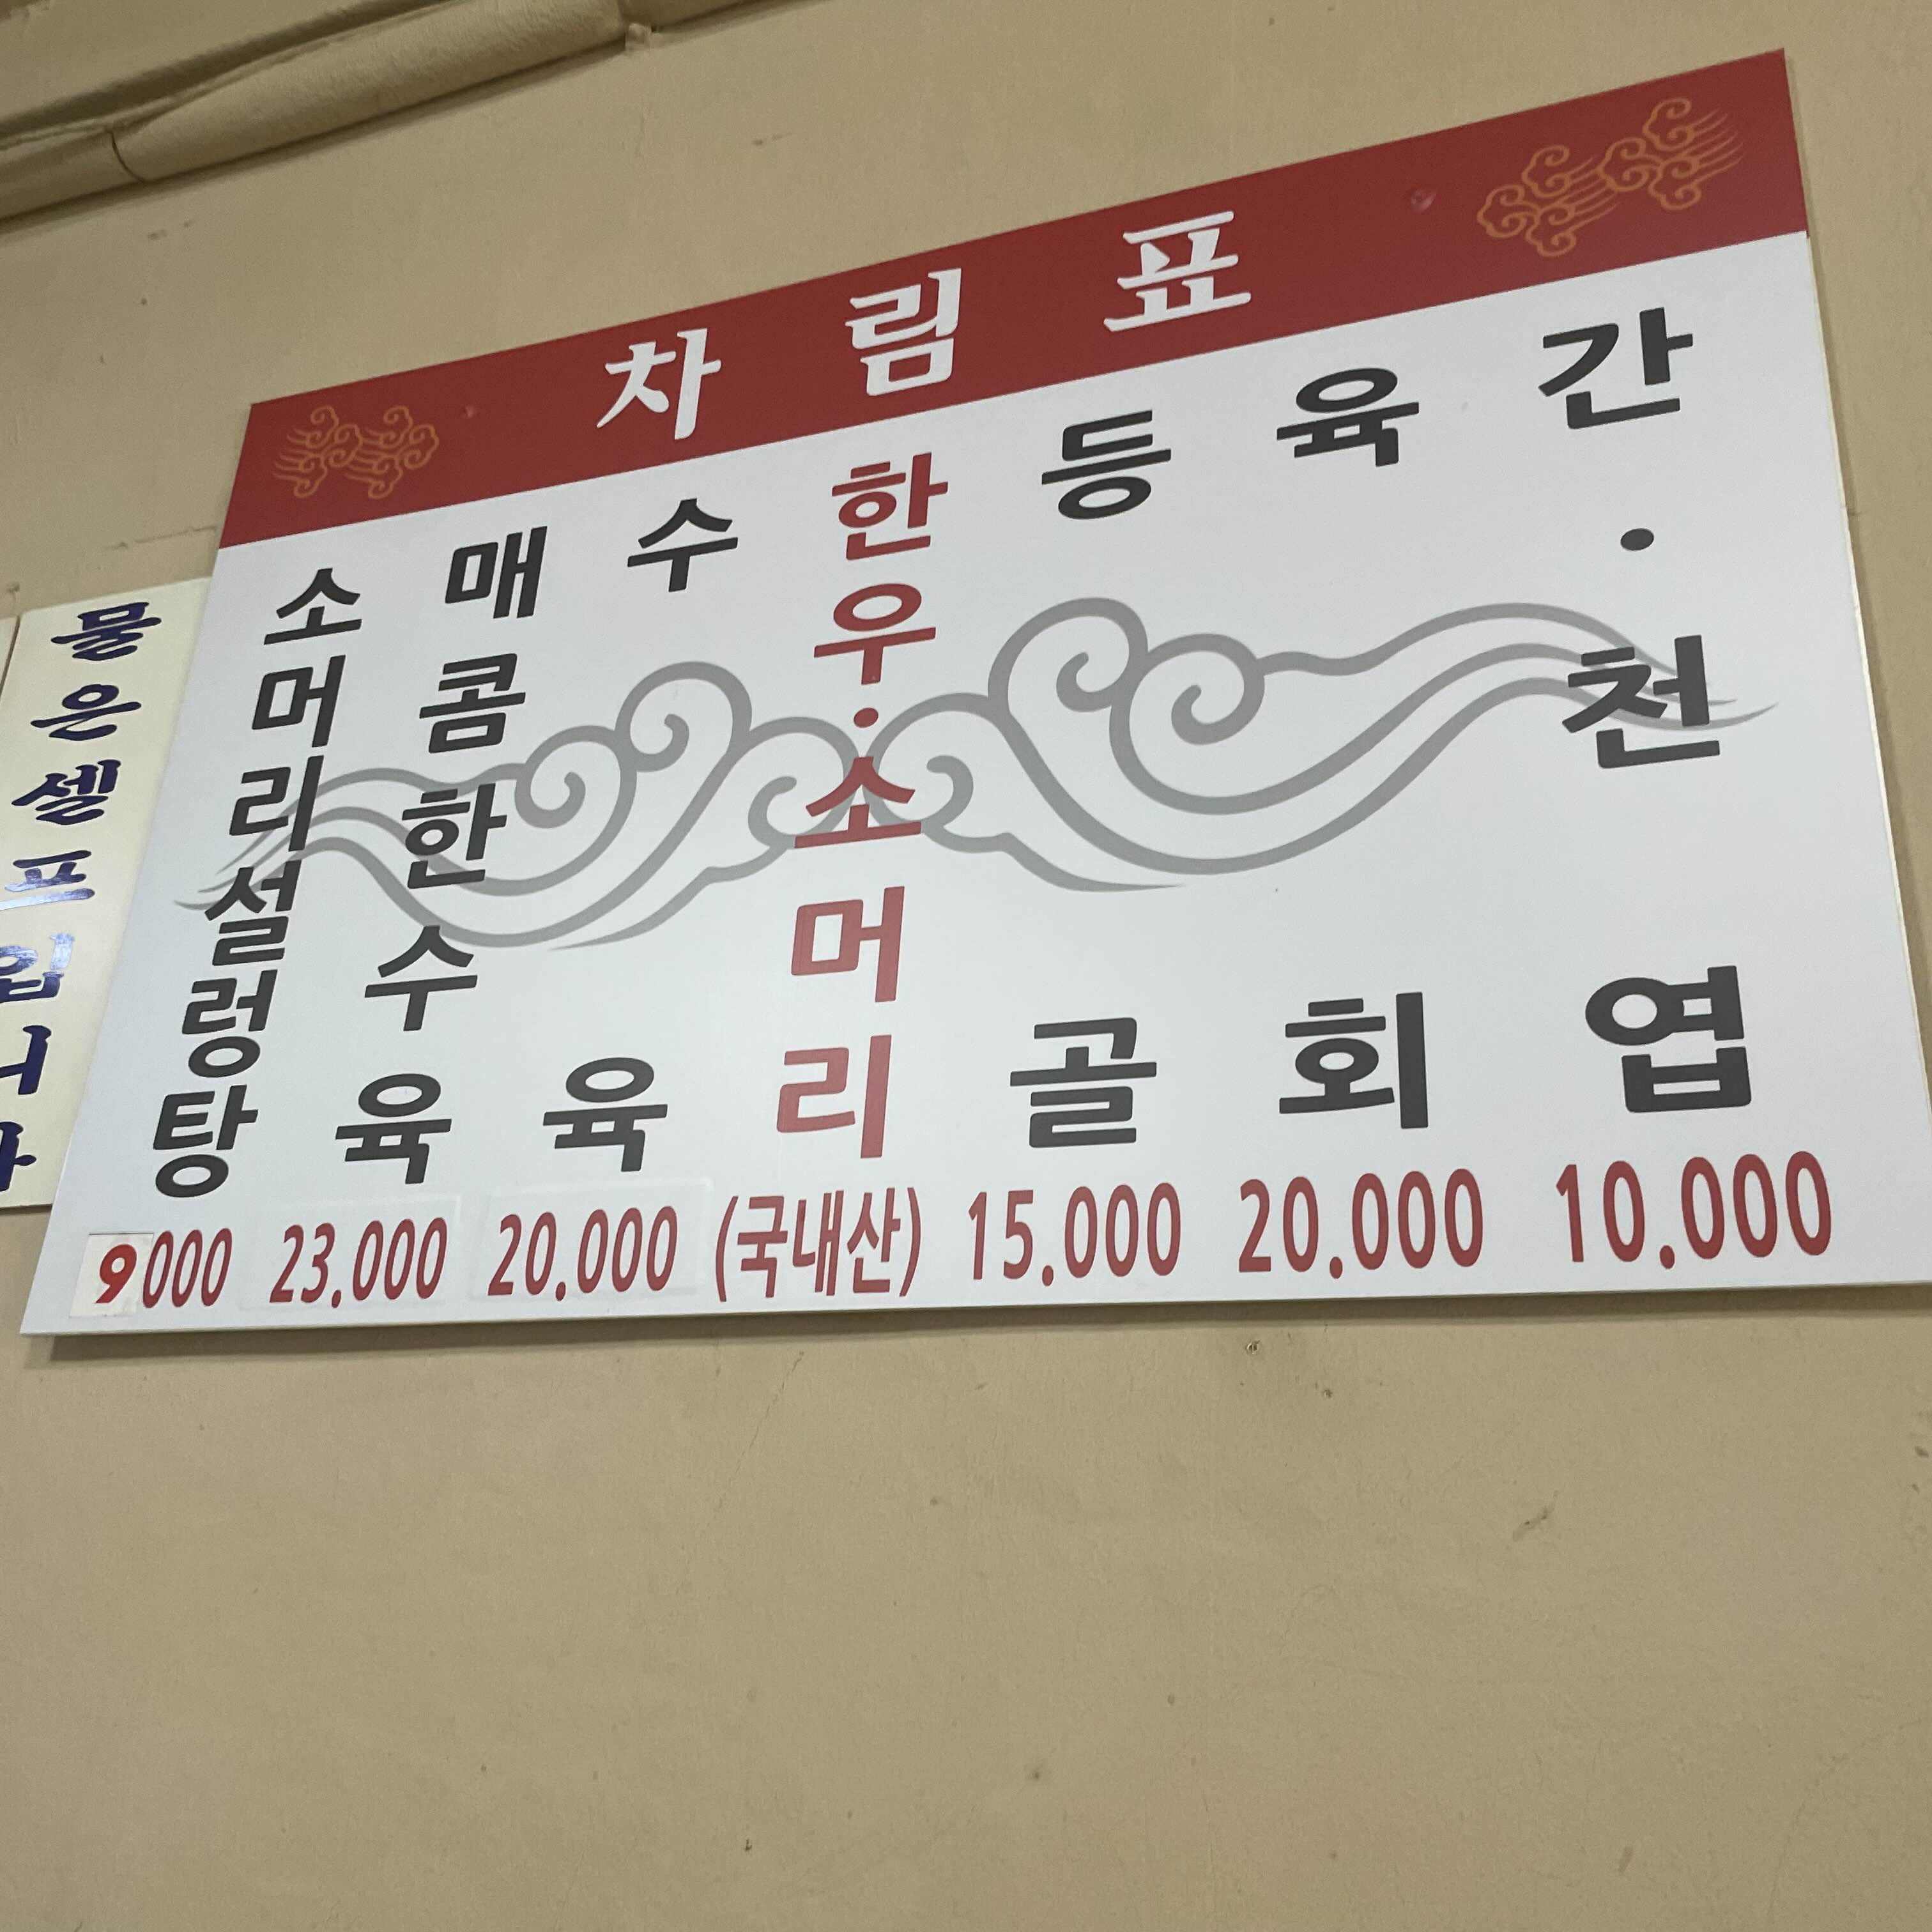 차림표
소머리설렁탕
9000
매콤한수육
23.000
수육
20.000
한우·소머리
(국내산)
등골
15.000
육회
20.000
간·천엽
10.000
물은셀프입니다